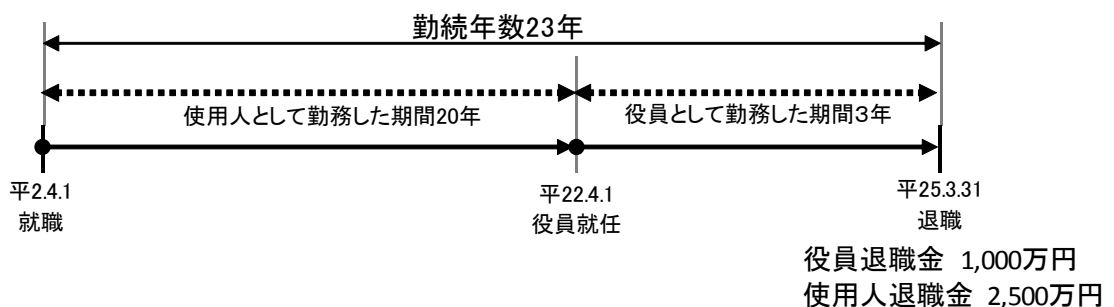 勤続年数23年
使用人として勤務した期間20年
役員として勤務した期間3年
平2.4.1
就職
平22.4.1
役員就任
平25.3.31
退職
役員退職金 1,000万円
使用人退職金 2,500万円